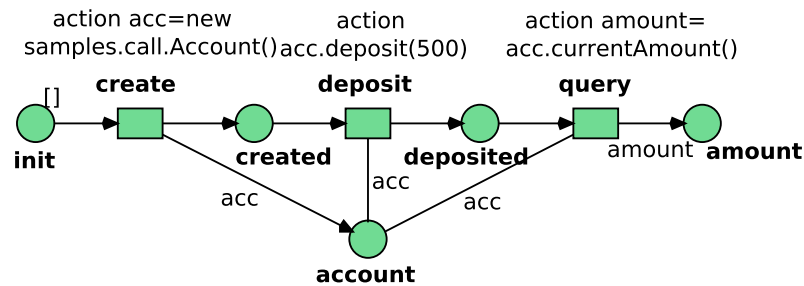 action acc=new
samples.call.Account()
action
acc.deposit(500)
action amount=
acc.currentAmount()
create
deposit
query
[]
init
created
deposited
amount
amount
acc
acc
acc
account